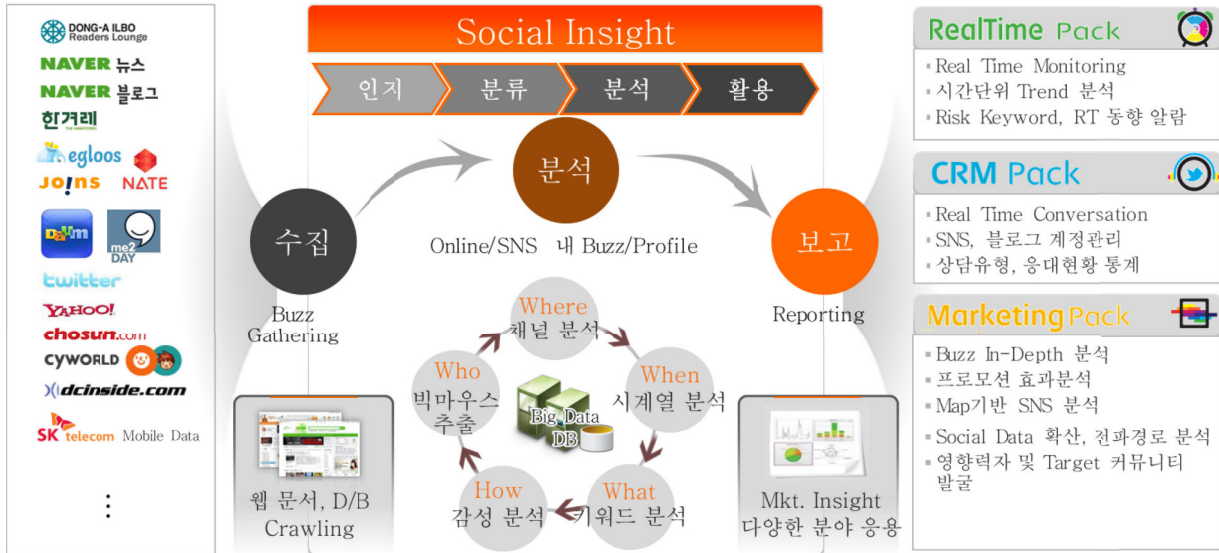 DONG-A ILBO
Readers Lounge
NAVER 뉴스
NAVER 블로그
한겨레
THE HANKYOREH
egloos
JOINS NATE
Daum
me2
DAY
twitter
YAHOO!
chosun.com
CYWORLD
dcinside.com
SK telecom Mobile Data
⋮
Social Insight
인지
분류
분석
활용
수집
분석
보고
Online/SNS 내 Buzz/Profile
Buzz
Gathering
Reporting
Where
채널 분석
When
시계열 분석
What
키워드 분석
How
감성 분석
Who
빅마우스
추출
Big Data
DB
웹 문서, D/B
Crawling
Mkt. Insight
다양한 분야 응용
RealTime Pack
▪ Real Time Monitoring
▪ 시간단위 Trend 분석
▪ Risk Keyword, RT 동향 알람
CRM Pack
▪ Real Time Conversation
▪ SNS, 블로그 계정관리
▪ 상담유형, 응대현황 통계
Marketing Pack
▪ Buzz In-Depth 분석
▪ 프로모션 효과분석
▪ Map기반 SNS 분석
▪ Social Data 확산, 전파경로 분석
▪ 영향력자 및 Target 커뮤니티
발굴